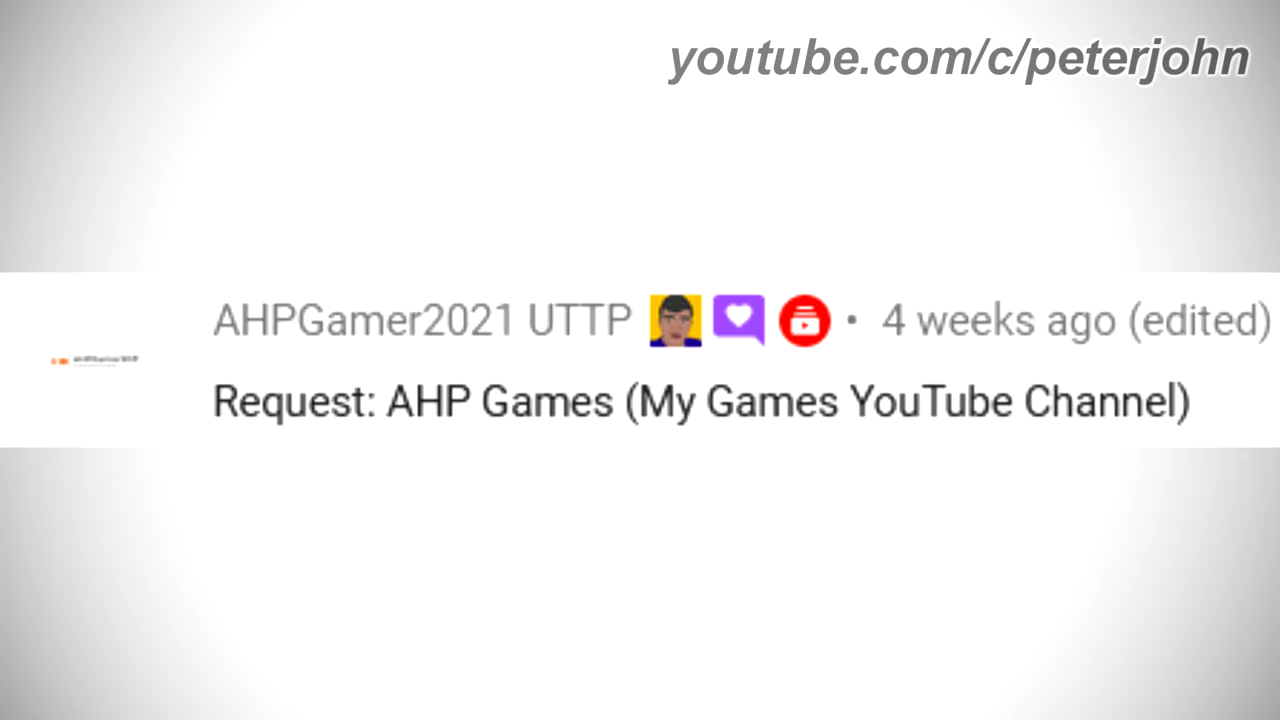 youtube.com/c/peterjohn
AHPGamer2021 UTTP • 4 weeks ago (edited)
Request: AHP Games (My Games YouTube Channel)